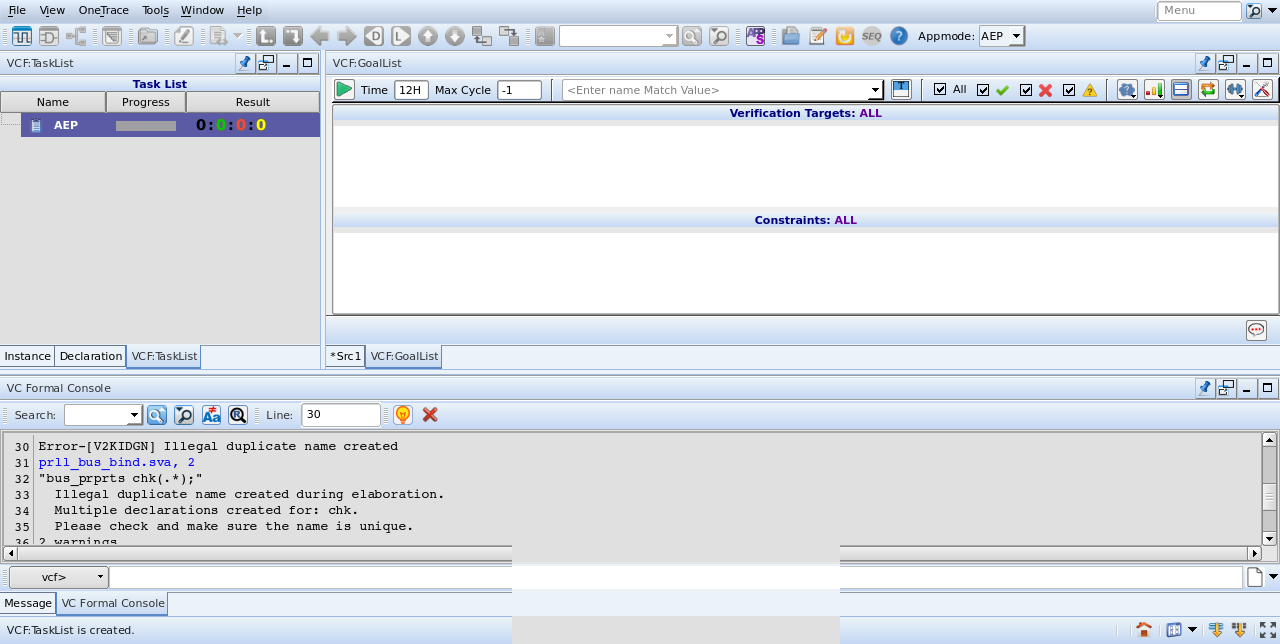 File View OneTrace Tools Window Help Menu
SEQ Appmode: AEP
VCF:TaskList
Task List
Name Progress Result
AEP 0:0:0:0
Instance Declaration VCF:TaskList
VCF:GoalList
Time 12H Max Cycle -1 <Enter name Match Value> All
Verification Targets: ALL
Constraints: ALL
*Src1 VCF:GoalList
VC Formal Console
Search: Line: 30
30 Error-[V2KIDGN] Illegal duplicate name created
31 prll_bus_bind.sva, 2
32 "bus_prprts chk(.*);"
33 Illegal duplicate name created during elaboration.
34 Multiple declarations created for: chk.
35 Please check and make sure the name is unique.
36 2 warnings
vcf>
Message VC Formal Console
VCF:TaskList is created.